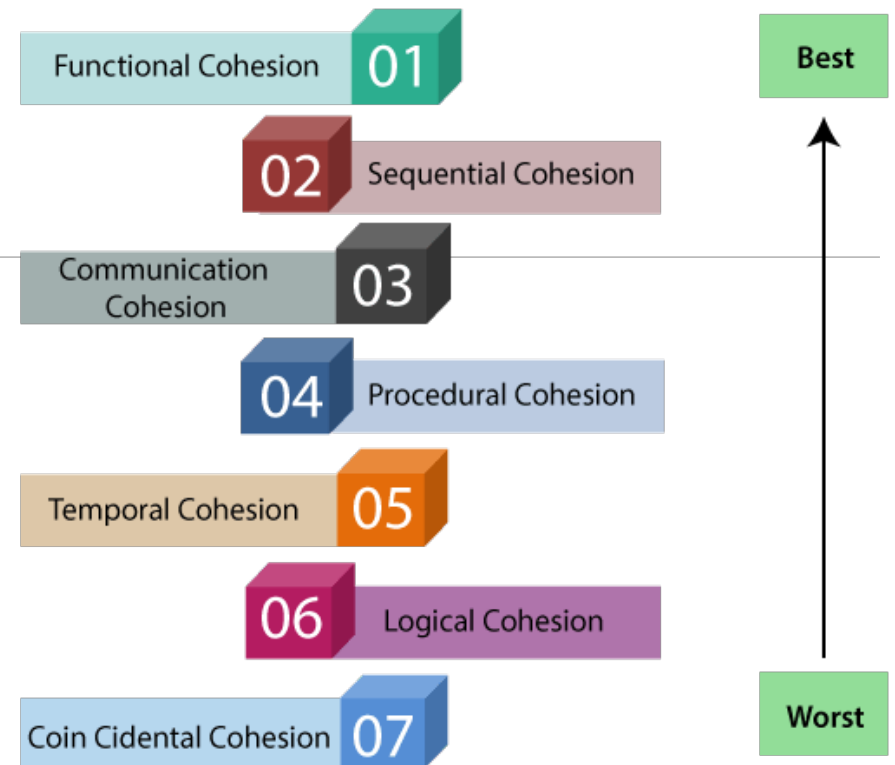 Functional Cohesion 01
Best
02 Sequential Cohesion
Communication
Cohesion
03
04 Procedural Cohesion
Temporal Cohesion 05
06 Logical Cohesion
Worst
Coin Cidental Cohesion 07